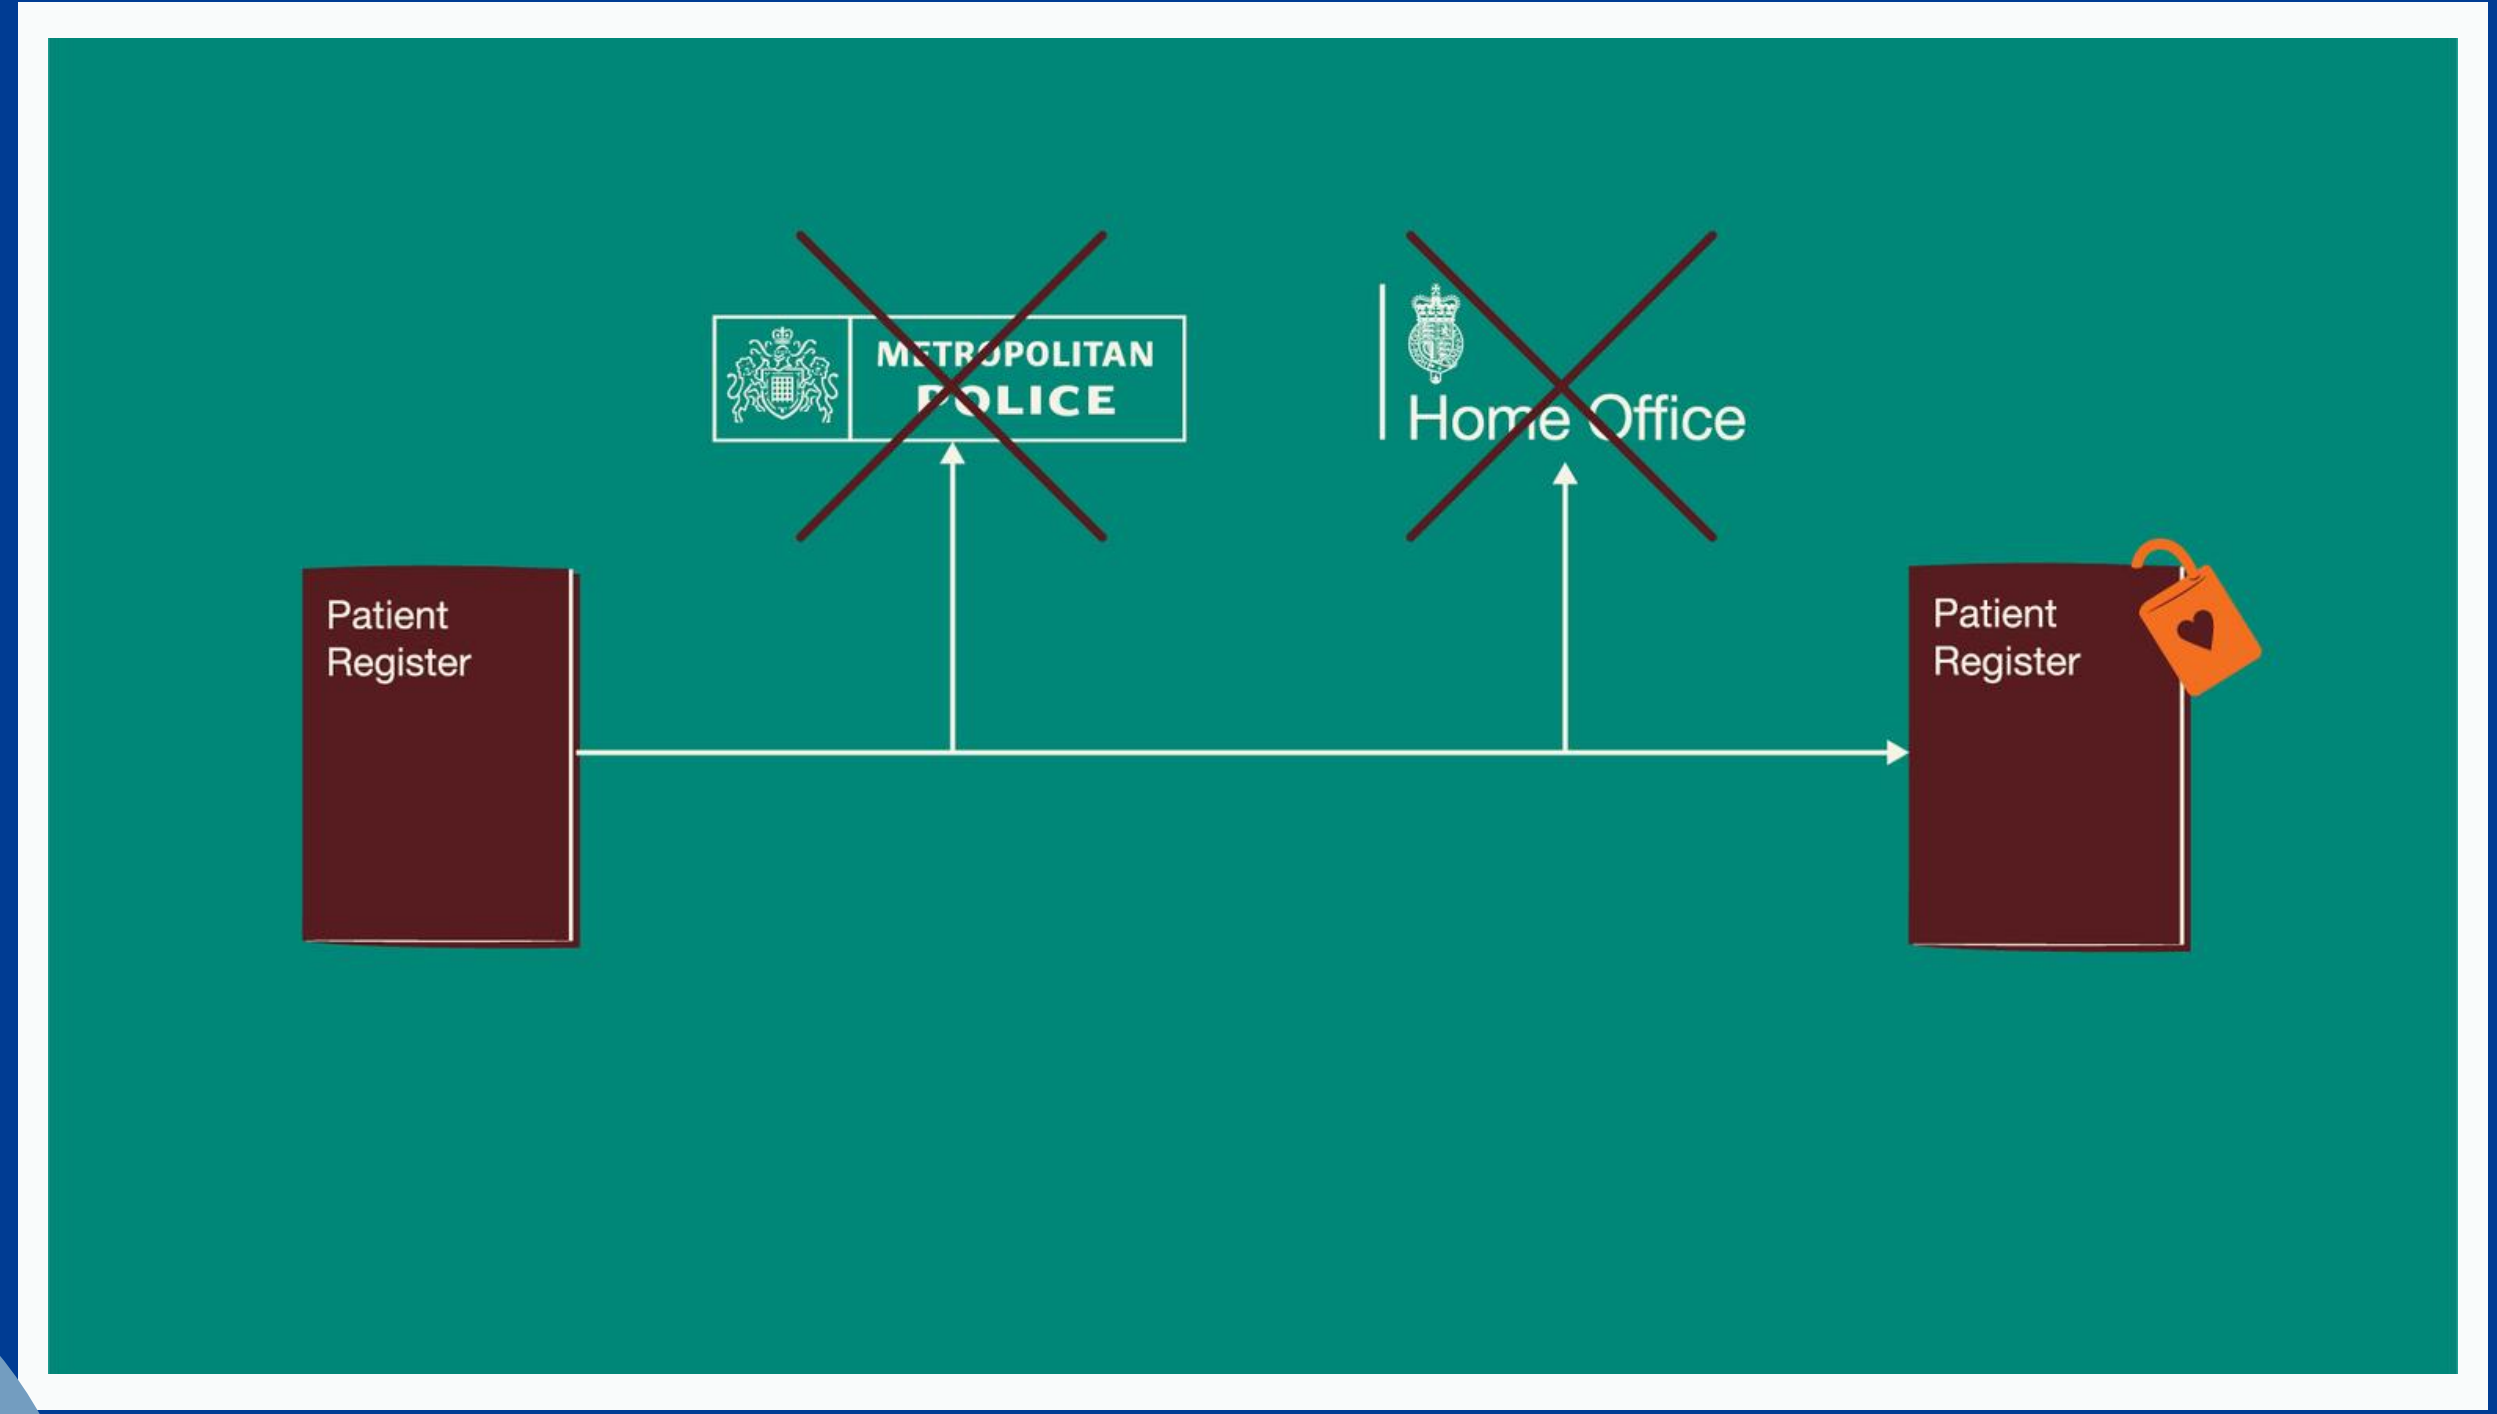 METROPOLITAN
POLICE
Home Office
Patient
Register
Patient
Register